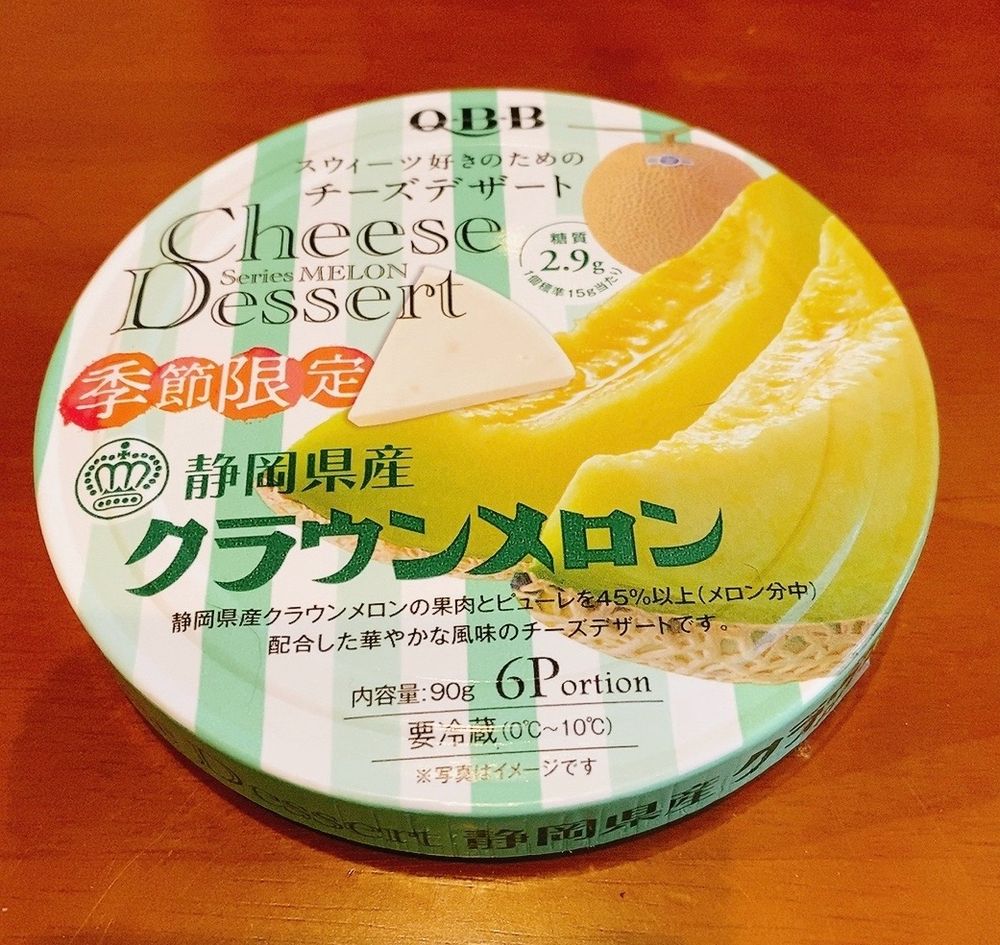 Q・B・B
スウィーツ好きのための
チーズデザート
Cheese
Series MELON
Dessert
糖質
2.9g
1個標準15g当たり
季節限定
静岡県産
クラウンメロン
静岡県産クラウンメロンの果肉とピューレを45%以上(メロン分中)
配合した華やかな風味のチーズデザートです。
内容量:90g 6Portion
要冷蔵(0℃~10℃)
※写真はイメージです
Dessert 静岡県産